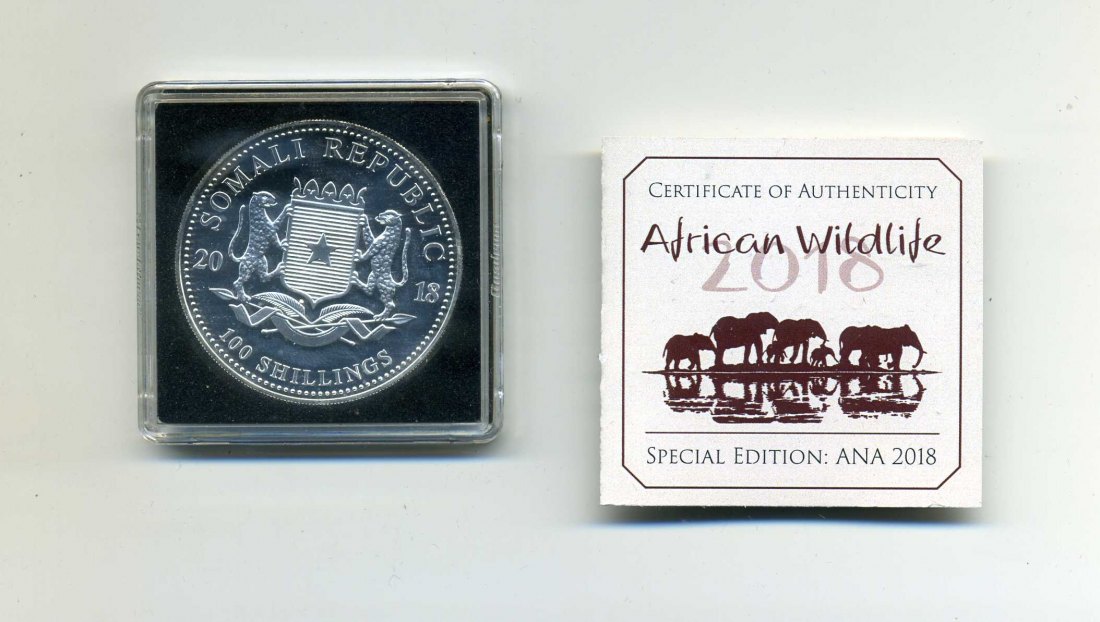 SOMALI REPUBLIC
20 18
100 SHILLINGS
CERTIFICATE OF AUTHENTICITY
African Wildlife
2018
SPECIAL EDITION: ANA 2018